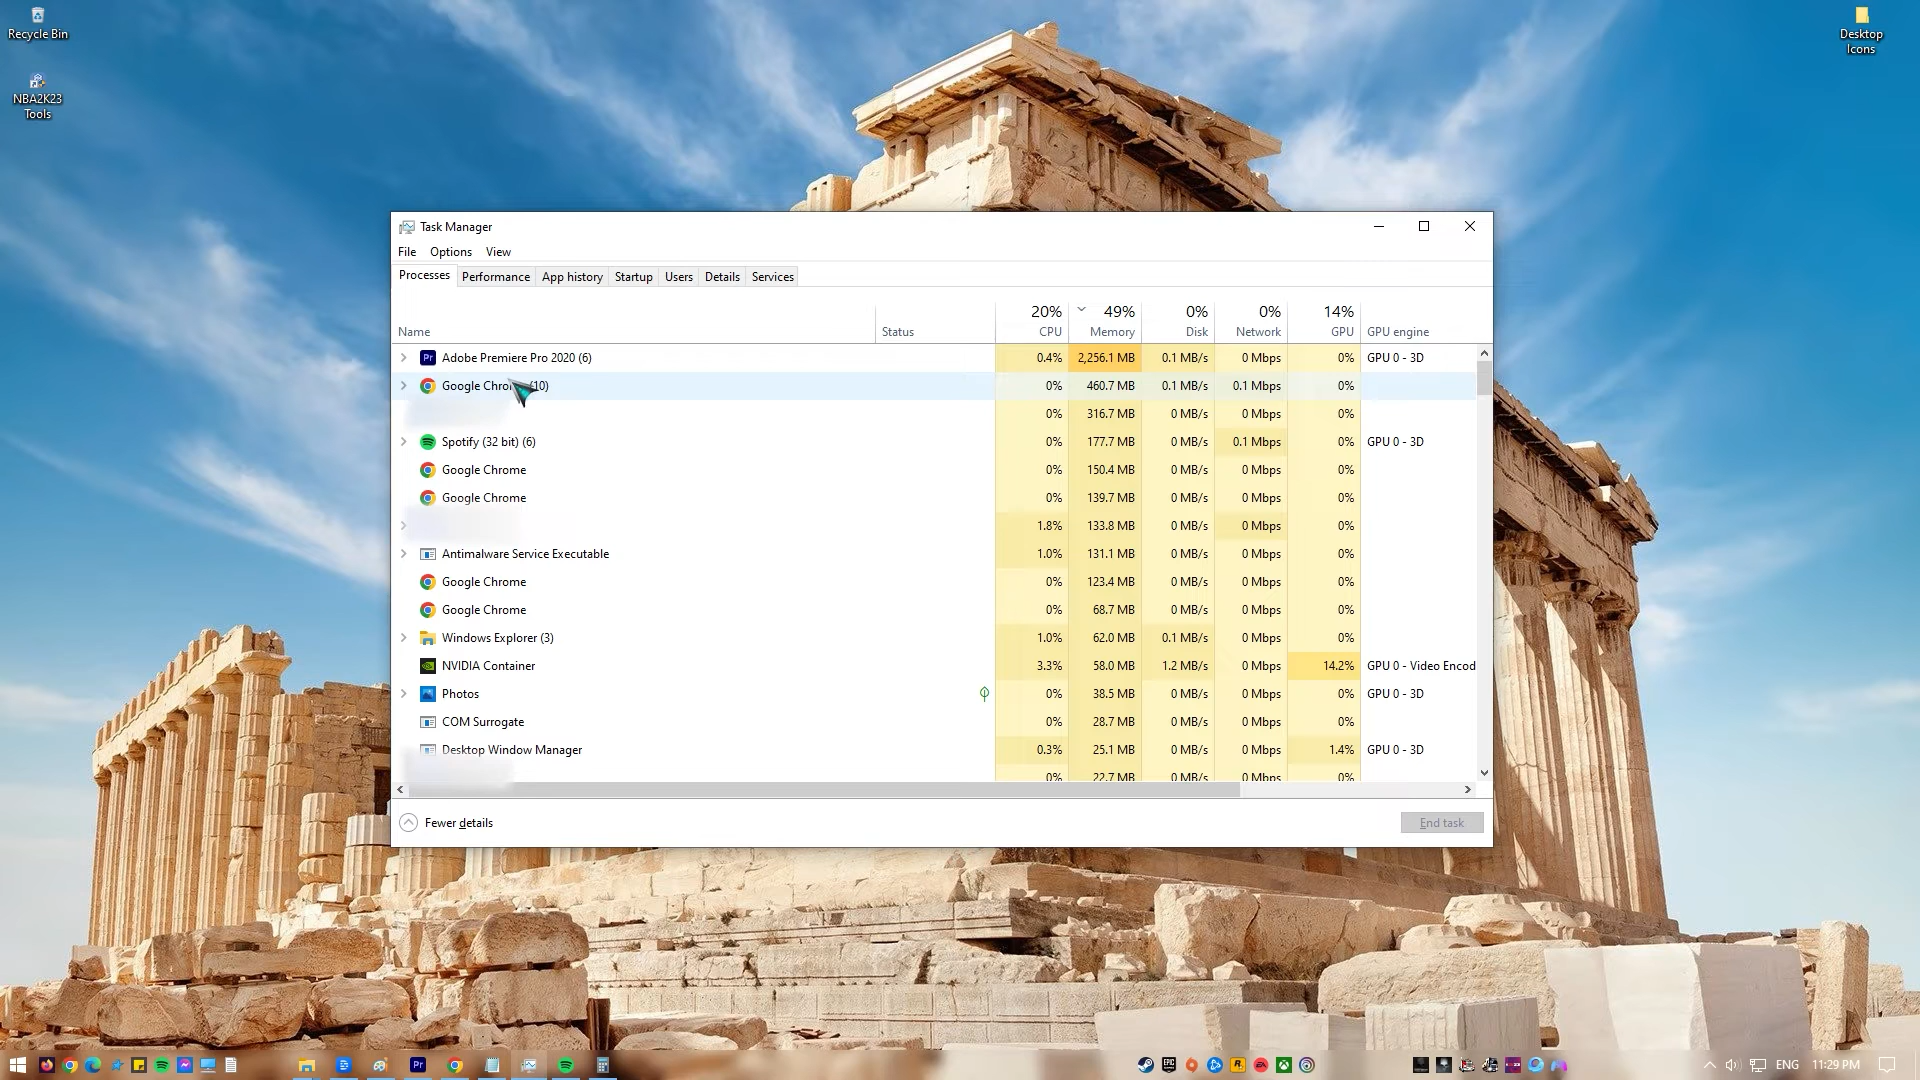 Recycle Bin
NBA2K23
Tools
Desktop
Icons
Task Manager
File Options View
Processes Performance App history Startup Users Details Services
20% 49% 0% 0% 14%
Name Status CPU Memory Disk Network GPU GPU engine
Adobe Premiere Pro 2020 (6) 0.4% 2,256.1 MB 0.1 MB/s 0 Mbps 0% GPU 0 - 3D
Google (10) 0% 460.7 MB 0.1 MB/s 0.1 Mbps 0%
0% 316.7 MB 0 MB/s 0 Mbps 0%
Spotify (32 bit) (6) 0% 177.7 MB 0 MB/s 0.1 Mbps 0% GPU 0 - 3D
Google Chrome 0% 150.4 MB 0 MB/s 0 Mbps 0%
Google Chrome 0% 139.7 MB 0 MB/s 0 Mbps 0%
1.8% 133.8 MB 0 MB/s 0 Mbps 0%
Antimalware Service Executable 1.0% 131.1 MB 0 MB/s 0 Mbps 0%
Google Chrome 0% 123.4 MB 0 MB/s 0 Mbps 0%
Google Chrome 0% 68.7 MB 0 MB/s 0 Mbps 0%
Windows Explorer (3) 1.0% 62.0 MB 0.1 MB/s 0 Mbps 0%
NVIDIA Container 3.3% 58.0 MB 1.2 MB/s 0 Mbps 14.2% GPU 0 - Video Encod
Photos 0% 38.5 MB 0 MB/s 0 Mbps 0% GPU 0 - 3D
COM Surrogate 0% 28.7 MB 0 MB/s 0 Mbps 0%
Desktop Window Manager 0.3% 25.1 MB 0 MB/s 0 Mbps 1.4% GPU 0 - 3D
0% 22.7 MB 0 MB/s 0 Mbps 0%
Fewer details End task
ENG 11:29 PM